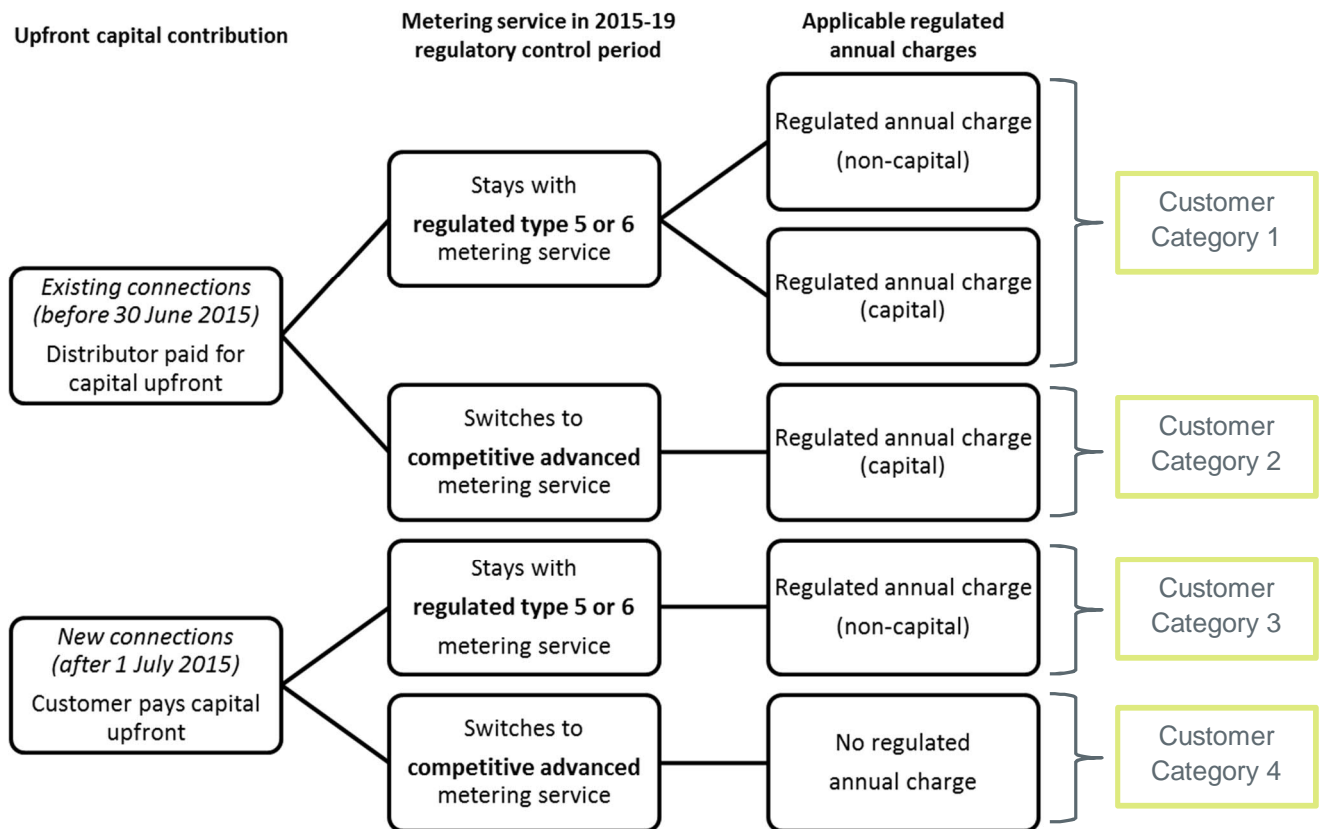 Upfront capital contribution
Metering service in 2015-19
regulatory control period
Applicable regulated
annual charges
Existing connections
(before 30 June 2015)
Distributor paid for
capital upfront
Stays with
regulated type 5 or 6
metering service
Regulated annual charge
(non-capital)
Regulated annual charge
(capital)
Customer
Category 1
Switches to
competitive advanced
metering service
Regulated annual charge
(capital)
Customer
Category 2
New connections
(after 1 July 2015)
Customer pays capital
upfront
Stays with
regulated type 5 or 6
metering service
Regulated annual charge
(non-capital)
Customer
Category 3
Switches to
competitive advanced
metering service
No regulated
annual charge
Customer
Category 4